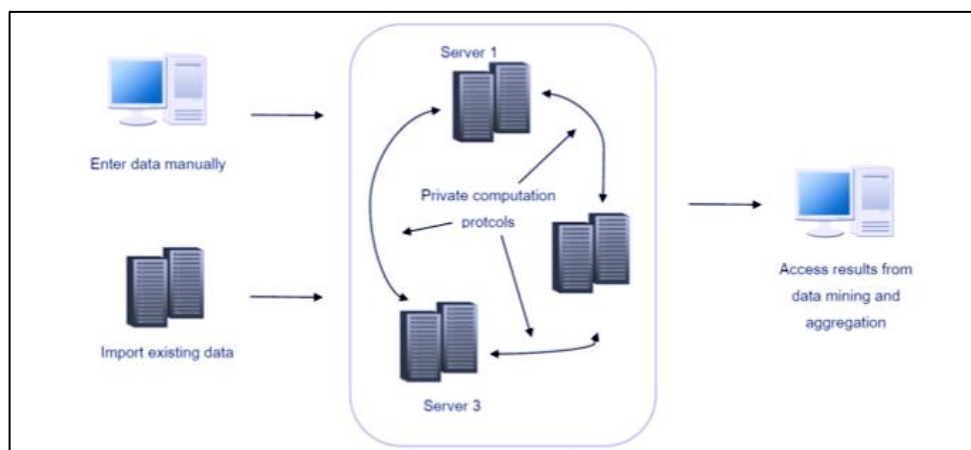 Server 1
Enter data manually
Private computation
protcols
Import existing data
Server 3
Access results from
data mining and
aggregation